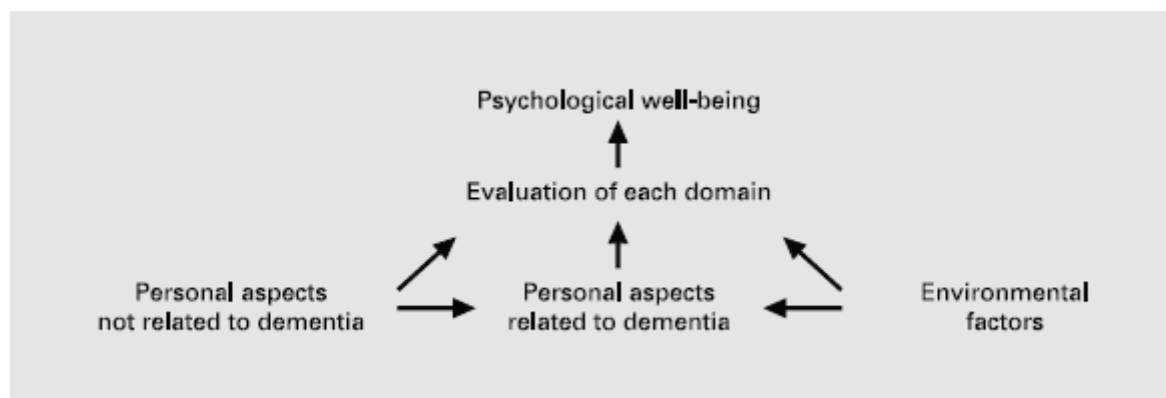 Psychological well-being
Evaluation of each domain
Personal aspects
not related to dementia
Personal aspects
related to dementia
Environmental
factors